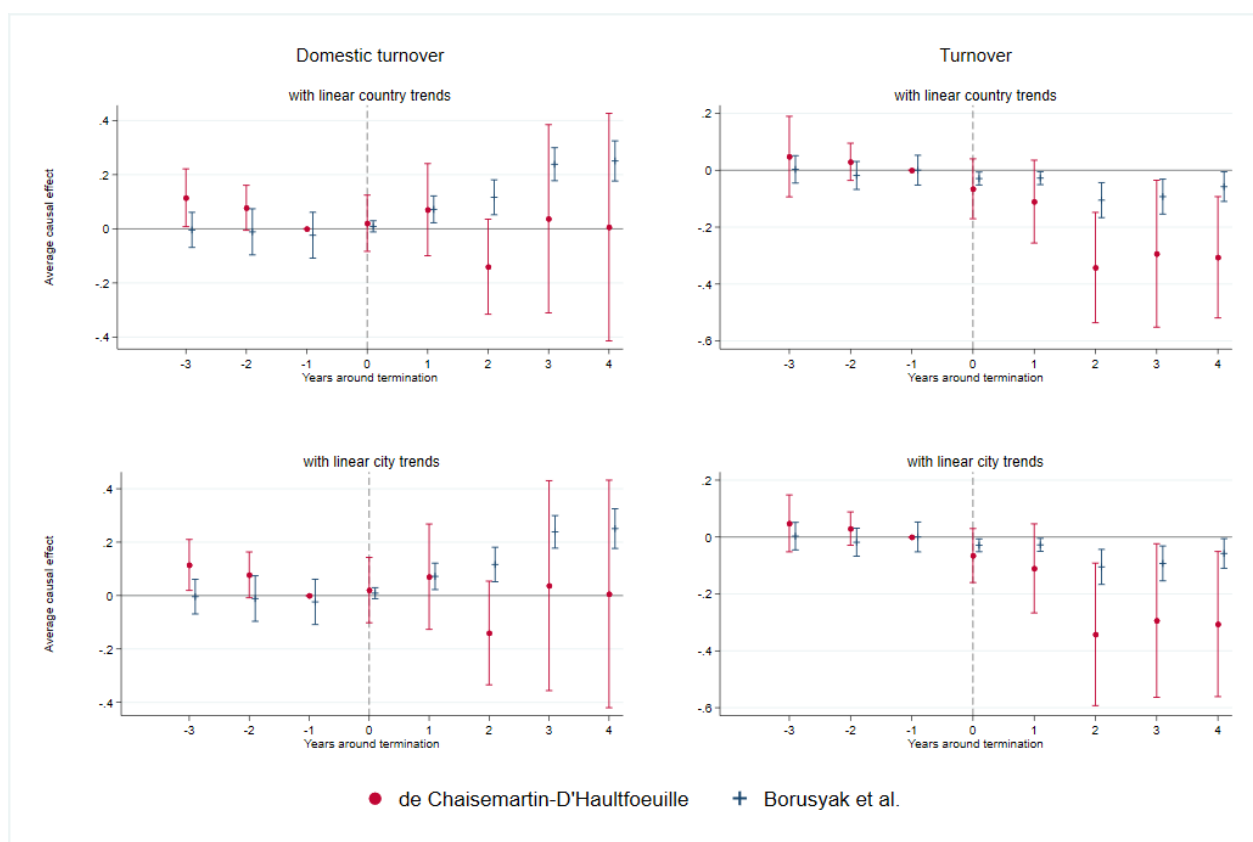 Domestic turnover
Turnover
with linear country trends
with linear country trends
Average causal effect
.4
.2
0
-.2
-.4
-3 -2 -1 0 1 2 3 4
Years around termination
.2
0
-.2
-.4
-.6
-3 -2 -1 0 1 2 3 4
Years around termination
with linear city trends
with linear city trends
Average causal effect
.4
.2
0
-.2
-.4
-3 -2 -1 0 1 2 3 4
Years around termination
.2
0
-.2
-.4
-.6
-3 -2 -1 0 1 2 3 4
Years around termination
de Chaisemartin-D'Haultfoeuille
Borusyak et al.